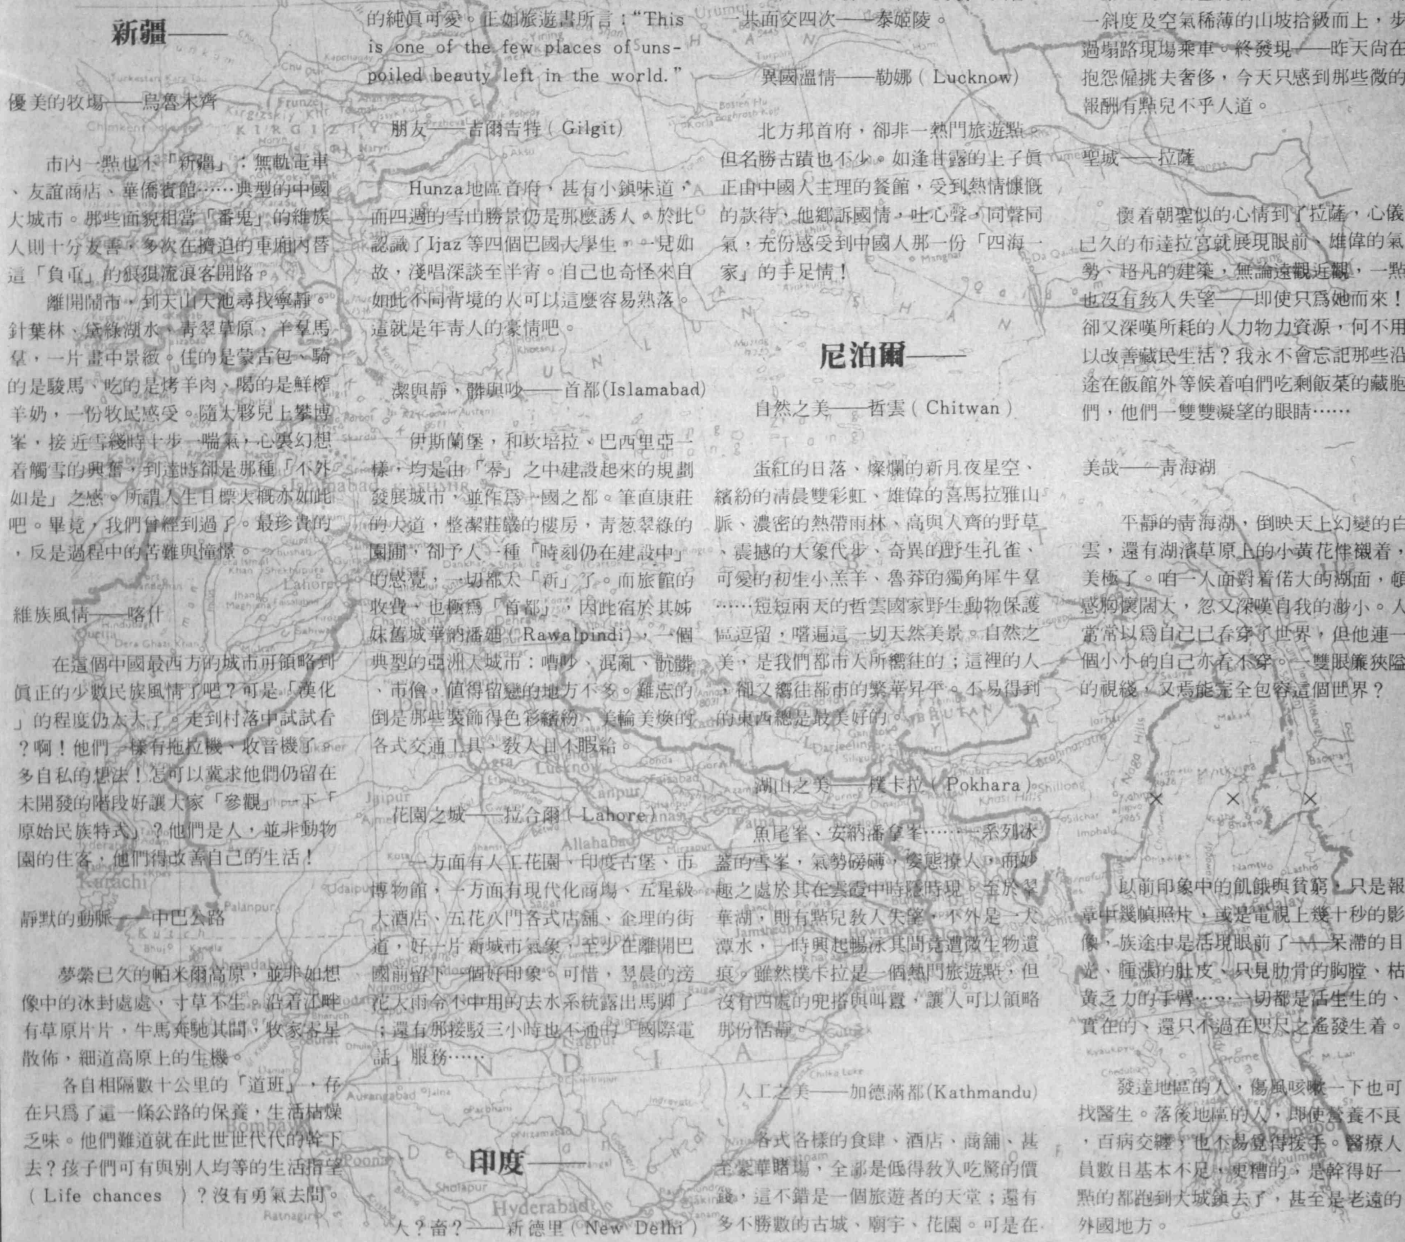 新疆——
優美的牧場——烏魯木齊
市内一點也不「新疆」：無軌電車
、友誼商店、華僑賓館……典型的中國
大城市。那些面貌相當「番鬼」的維族
人則十分友善，多次在擠迫的車廂內替
這「負重」的狼狽流浪客開路。
離開鬧市，到天山天池尋找寧靜。
針葉林、黛綠湖水、青翠草原、羊羣馬
羣，一片畫中景緻。住的是蒙古包、騎
的是駿馬、吃的是烤羊肉、喝的是鮮榨
羊奶，一份牧民感受。隨大夥兒上攀博
峯，接近雪綫時十步一喘氣，心裏幻想
着觸雪的興奮，到達時卻是那種「不外
如是」之感。所謂人生目標大概亦如此
吧。畢竟，我們曾經到過了。最珍貴的
，反是過程中的苦難與憧憬。
維族風情——喀什
在這個中國最西方的城市可領略到
眞正的少數民族風情了吧？可是「漢化
」的程度仍太大了。走到村落中試試看
？啊！他們一樣有拖拉機、收音機了。
多自私的想法！怎可以冀求他們仍留在
未開發的階段好讓大家「參觀」一下「
原始民族特式」？他們是人，並非動物
園的住客，他們得改善自己的生活！
靜默的動脈——中巴公路
夢縈已久的帕米爾高原，並非如想
像中的冰封處處，寸草不生。沿着江畔
有草原片片，牛馬奔馳其間，牧家零星
散佈，細道高原上的生機。
各自相隔數十公里的「道班」，存
在只爲了這一條公路的保養，生活枯燥
乏味。他們難道就在此世世代代的幹下
去？孩子們可有與別人均等的生活指望
（Life chances ）？沒有勇氣去問。
的純眞可愛。正如旅遊書所言："This
is one of the few places of uns-
poiled beauty left in the world."
朋友——吉爾吉特（Gilgit）
Hunza地區首府，甚有小鎮味道，
而四週的雪山勝景仍是那麼誘人。於此
認識了Ijaz等四個巴國大學生，一見如
故，淺唱深談至半宵。自己也奇怪來自
如此不同背境的人可以這麼容易熟落。
這就是年青人的豪情吧。
潔與靜，髒與吵——首都(Islamabad)
伊斯蘭堡，和坎培拉、巴西里亞一
樣，均是由「零」之中建設起來的規劃
發展城市，並作爲一國之都。筆直康莊
的大道，整潔莊嚴的樓房，青葱翠綠的
園圃，卻予人一種「時刻仍在建設中」
的感覺，一切都太「新」了。而旅館的
收費，也極爲「首都」，因此宿於其姊
妹舊城華納潘廸（Rawalpindi），一個
典型的亞洲大城市：嘈吵、混亂、骯髒
、市儈，值得留戀的地方不多。難忘的
倒是那些裝飾得色彩繽紛、美輪美煥的
各式交通工具，敎人目不暇給。
花園之城——拉合爾（Lahore）
一方面有人工花園、印度古堡、市
博物館，一方面有現代化商塲、五星級
大酒店、五花八門各式店舖、企理的街
道，好一片新城市氣象，至少在離開巴
國前留下一個好印象。可惜，翌晨的滂
沱大雨令不中用的去水系統露出馬脚了
；還有那接駁三小時也不通的「國際電
話」服務……
印度——
人？畜？——新德里（New Delhi）
一共面交四次——泰姬陵。
異國溫情——勒娜（Lucknow）
北方邦首府，卻非一熱門旅遊點，
但名勝古蹟也不少。如逢甘露的上子眞
正由中國人主理的餐館，受到熱情慷慨
的款待，他鄉訴國情，吐心聲，同聲同
氣，充份感受到中國人那一份「四海一
家」的手足情！
尼泊爾——
自然之美——哲雲（Chitwan）
蛋紅的日落、燦爛的新月夜星空、
繽紛的淸晨雙彩虹、雄偉的喜馬拉雅山
脈、濃密的熱帶雨林、高與人齊的野草
、震撼的大象代步、奇異的野生孔雀、
可愛的初生小羔羊、魯莽的獨角犀牛羣
……短短兩天的哲雲國家野生動物保護
區逗留，嚐遍這一切天然美景。自然之
美，是我們都市人所嚮往的；這裡的人
，卻又嚮往都市的繁華昇平。不易得到
的東西總是最美好的。
湖山之美——樸卡拉（Pokhara）
魚尾峯、安納潘拿峯………一系列冰
蓋的雪峯，氣勢磅礴，變態撩人，而妙
趣之處於其在雲霞中時隱時現。至於翠
華湖，則有點兒敎人失望，不外是一大
潭水，一時興起暢泳其間竟遭微生物遺
痕。雖然樸卡拉是一個熱門旅遊點，但
沒有四處的兜搭與叫囂，讓人可以領略
那份恬靜。
人工之美——加德滿都(Kathmandu)
各式各樣的食肆、酒店、商舖、甚
至豪華賭場，全部是低得敎人吃驚的價
錢，這不錯是一個旅遊者的天堂；還有
多不勝數的古城、廟宇、花園。可是在
一斜度及空氣稀薄的山坡拾級而上，步
過塌路現場乘車。終發現——昨天尙在
抱怨僱挑夫奢侈，今天只感到那些微的
報酬有點兒不乎人道。
聖城——拉薩
懷着朝聖似的心情到了拉薩，心儀
已久的布達拉宮就展現眼前，雄偉的氣
勢、超凡的建築，無論遠觀近觀，一點
也沒有敎人失望——即使只爲她而來！
卻又深嘆所耗的人力物力資源，何不用
以改善藏民生活？我永不會忘記那些沿
途在飯館外等候着咱們吃剩飯菜的藏胞
們，他們一雙雙凝望的眼睛……
美哉——靑海湖
平靜的靑海湖，倒映天上幻變的白
雲，還有湖濱草原上的小黃花伴襯着，
美極了。咱一人面對着偌大的湖面，頓
感胸懷闊大，忽又深嘆自我的渺小。人
常常以爲自己已看穿了世界，但他連一
個小小的自己亦看不穿。一雙眼簾狹隘
的視綫，又焉能完全包容這個世界？
× × ×
以前印象中的飢餓與貧窮，只是報
章中幾幀照片，或是電視上幾十秒的影
像，族途中是活現眼前了——呆滯的目
光、腫漲的肚皮、只見肋骨的胸膛、枯
黃乏力的手臂……一切都是活生生的、
實在的、還只不過在咫尺之遙發生着。
發達地區的人，傷風咳嗽一下也可
找醫生。落後地區的人，即使營養不良
，百病交纏，也不易覓得援手。醫療人
員數目基本不足，更糟的，是幹得好一
點的都跑到大城鎭去了，甚至是老遠的
外國地方。